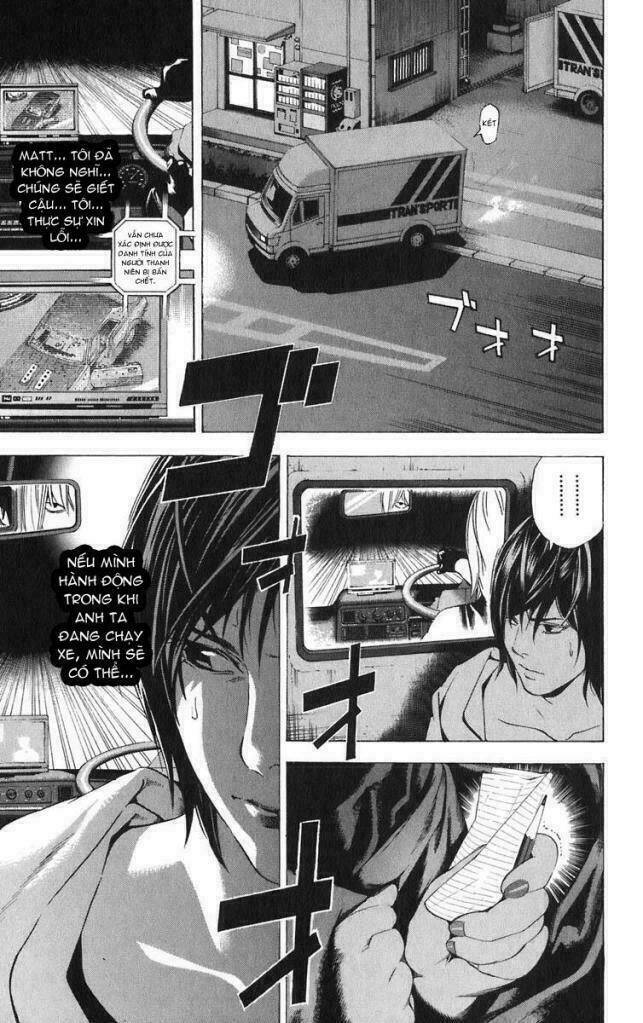 KÉT
TRANSPORTE
ブオオオ
MATT... TÔI ĐÃ
KHÔNG NGHĨ...
CHÚNG SẼ GIẾT
CẬU... TÔI...
THỰC SỰ XIN
LỖI...
VẪN CHƯA
XÁC ĐỊNH ĐƯỢC
DANH TÍNH CỦA
NGƯỜI THANH
NIÊN BỊ BẮN
CHẾT.
ゴオオオ
......
NẾU MÌNH
HÀNH ĐỘNG
TRONG KHI
ANH TA
ĐANG CHẠY
XE, MÌNH SẼ
CÓ THỂ...